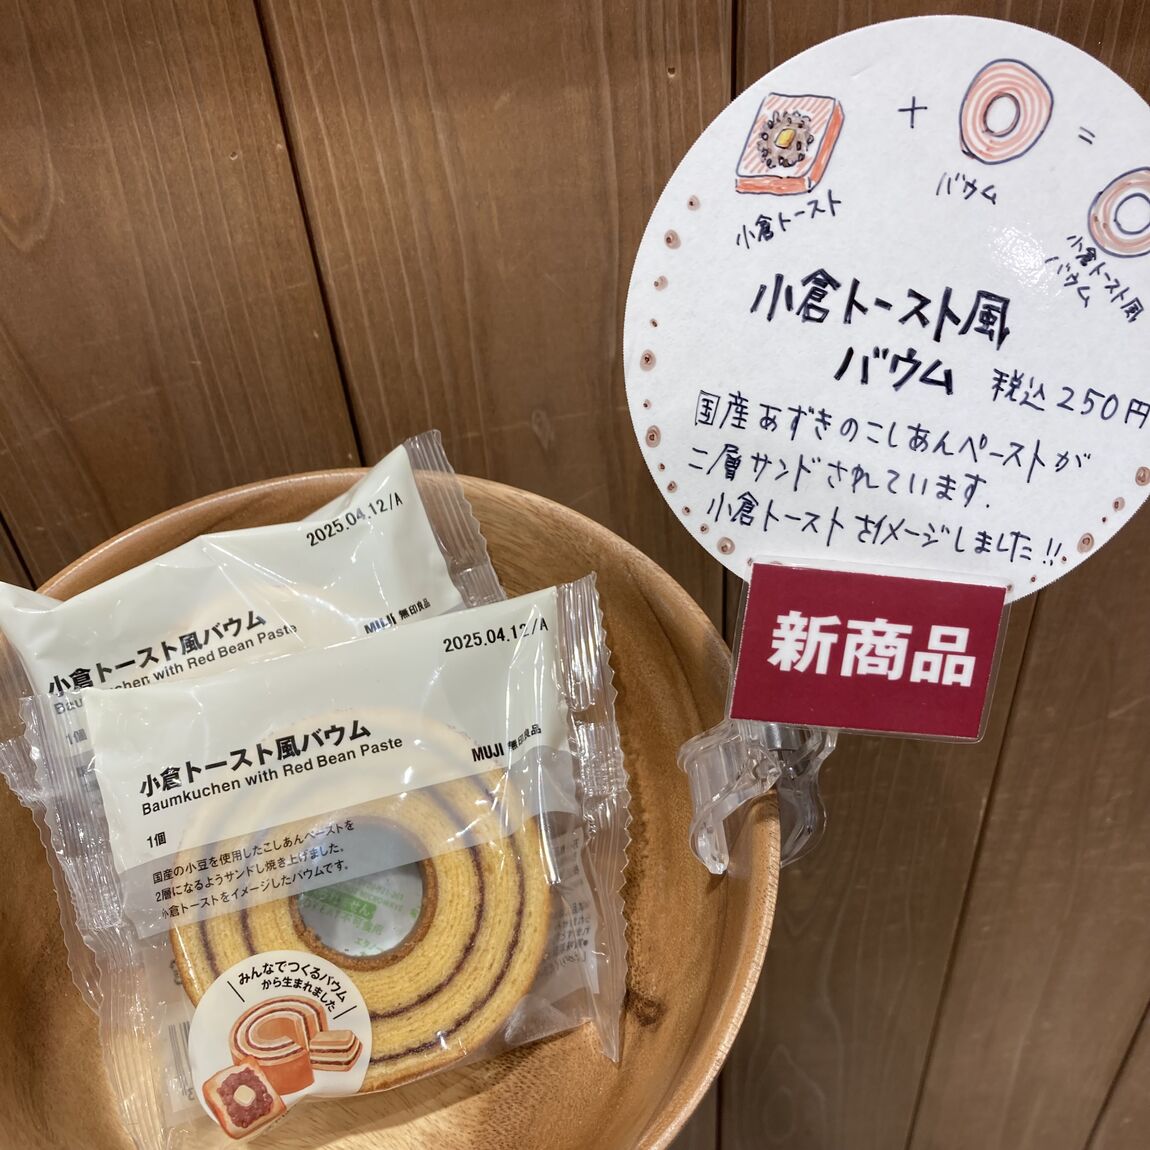 +
=
小倉トースト
バウム
小倉トースト風
バウム
小倉トースト風
バウム 税込250円
国産あずきのこしあんペーストが
二層サンドされています.
小倉トーストをイメージしました!!
新商品
2025.04.12/A
小倉トースト風バウム
Baumkuchen with Red Bean Paste
MUJI 無印良品
1個
2025.04.12/A
小倉トースト風バウム
Baumkuchen with Red Bean Paste
MUJI 無印良品
1個
国産の小豆を使用したこしあんペーストを
2層になるようサンドし焼き上げました。
小倉トーストをイメージしたバウムです。
みんなでつくるバウム
から生まれました